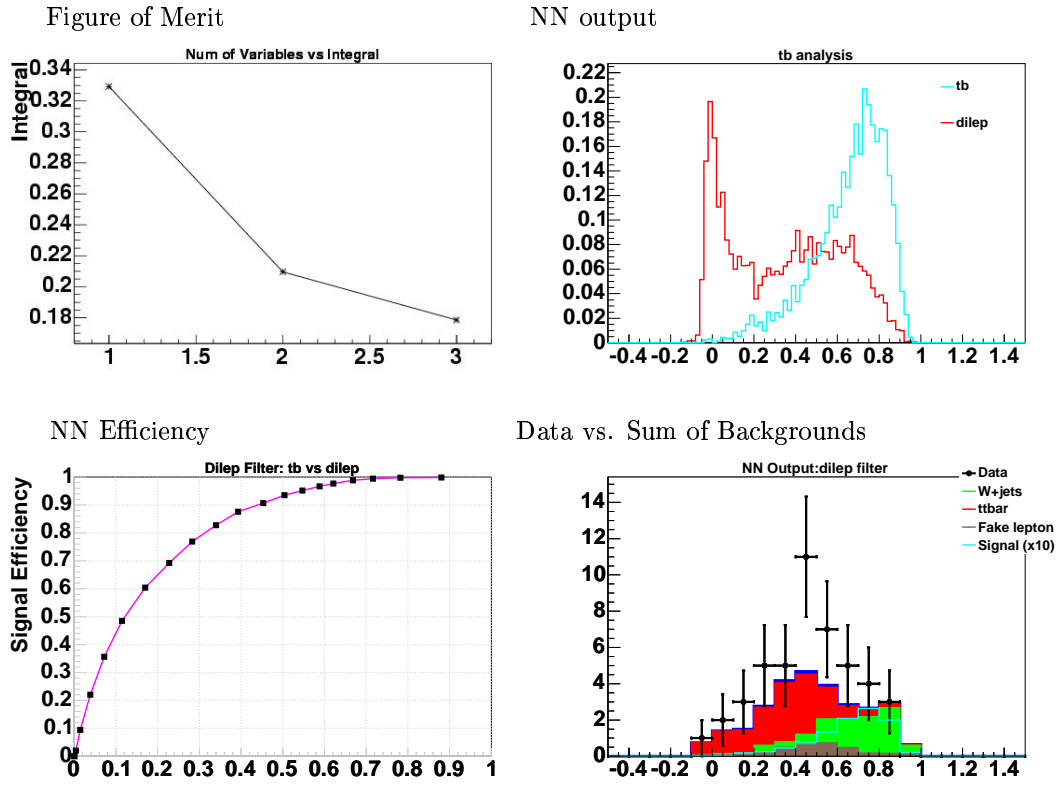 Figure of Merit
Num of Variables vs Integral
Integral
0.34
0.32
0.3
0.28
0.26
0.24
0.22
0.2
0.18
1 1.5 2 2.5 3
NN output
tb analysis
tb
dilep
0.22
0.2
0.18
0.16
0.14
0.12
0.1
0.08
0.06
0.04
0.02
0
-0.4 -0.2 0 0.2 0.4 0.6 0.8 1 1.2 1.4
NN Efficiency
Dilep Filter: tb vs dilep
Signal Efficiency
1
0.9
0.8
0.7
0.6
0.5
0.4
0.3
0.2
0.1
0
0 0.1 0.2 0.3 0.4 0.5 0.6 0.7 0.8 0.9 1
Data vs. Sum of Backgrounds
NN Output:dilep filter
Data
W+jets
ttbar
Fake lepton
Signal (x10)
14
12
10
8
6
4
2
0
-0.4 -0.2 0 0.2 0.4 0.6 0.8 1 1.2 1.4